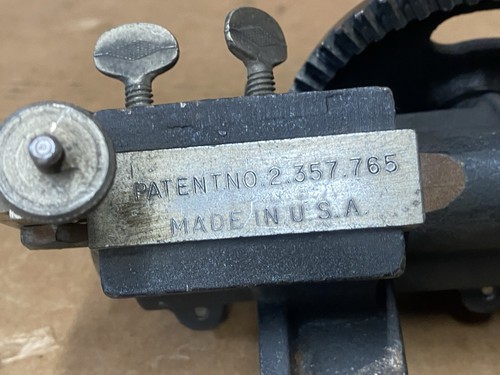 PATENT NO. 2.357.765
MADE IN U.S.A.